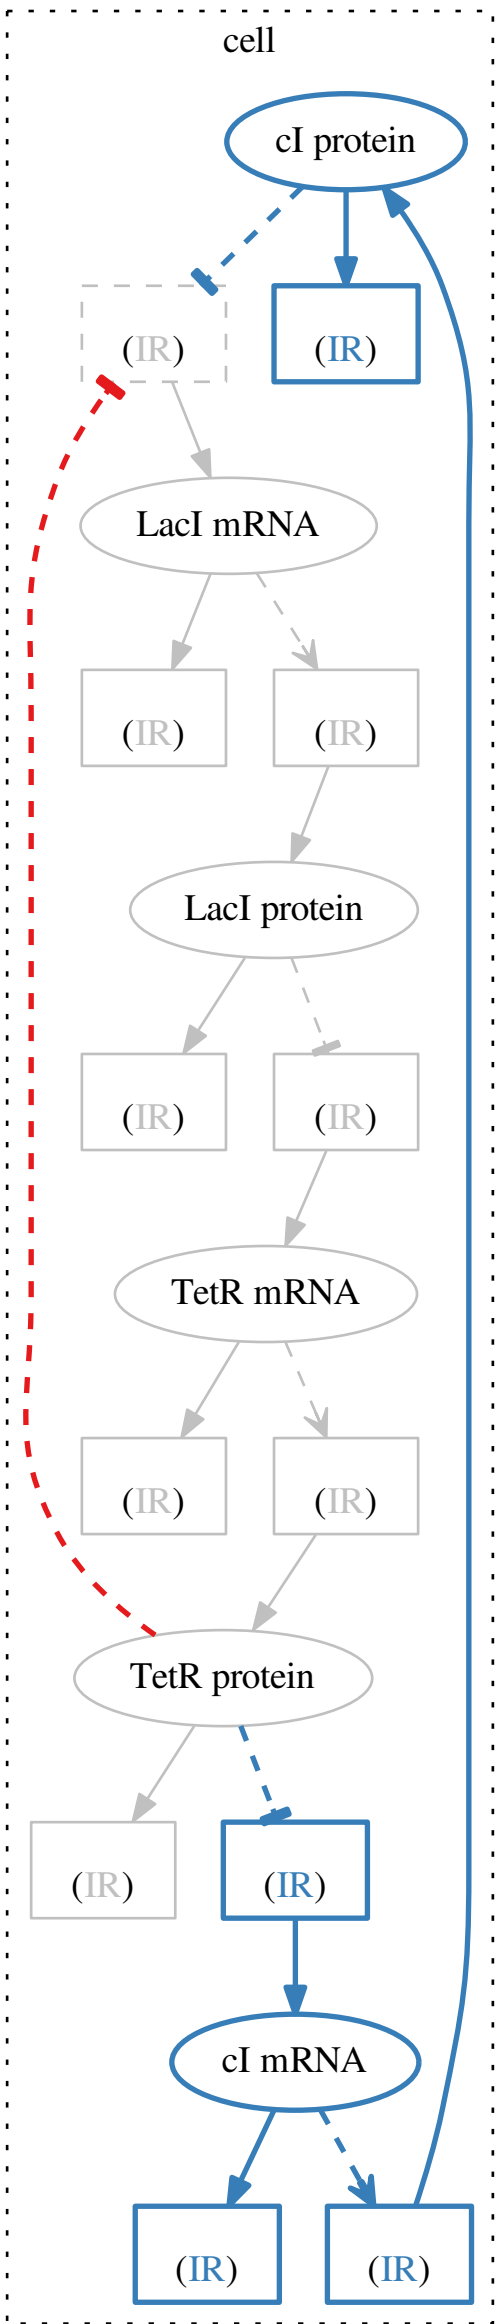 cell
cI protein
(IR) (IR)
LacI mRNA
(IR) (IR)
LacI protein
(IR) (IR)
TetR mRNA
(IR) (IR)
TetR protein
(IR) (IR)
cI mRNA
(IR) (IR)